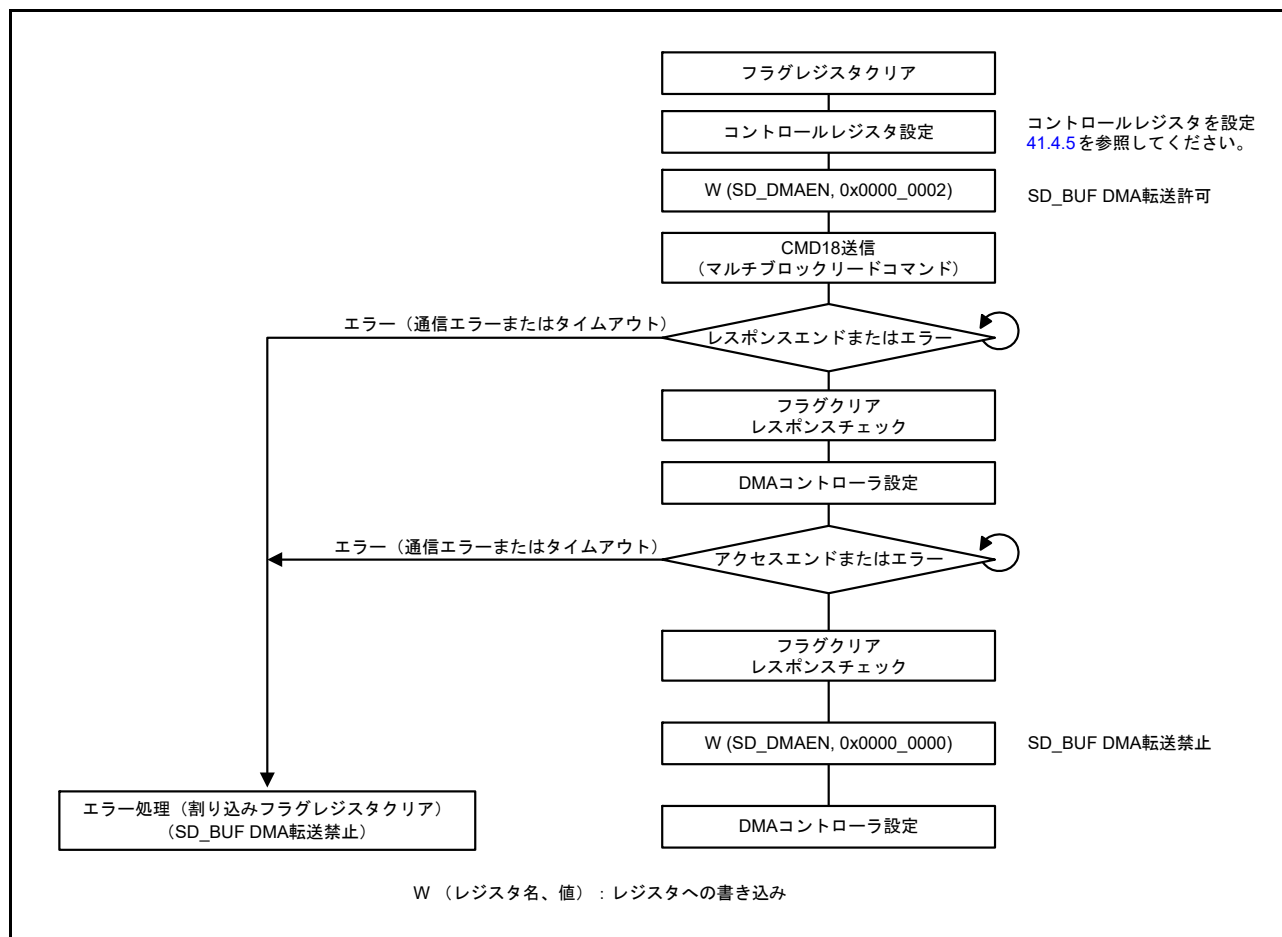 フラグレジスタクリア
コントロールレジスタ設定
コントロールレジスタを設定
41.4.5を参照してください。
W (SD_DMAEN, 0x0000_0002)
SD_BUF DMA転送許可
CMD18送信
（マルチブロックリードコマンド）
エラー（通信エラーまたはタイムアウト）
レスポンスエンドまたはエラー
フラグクリア
レスポンスチェック
DMAコントローラ設定
エラー（通信エラーまたはタイムアウト）
アクセスエンドまたはエラー
フラグクリア
レスポンスチェック
W (SD_DMAEN, 0x0000_0000)
SD_BUF DMA転送禁止
エラー処理（割り込みフラグレジスタクリア）
（SD_BUF DMA転送禁止）
DMAコントローラ設定
W （レジスタ名、値）：レジスタへの書き込み